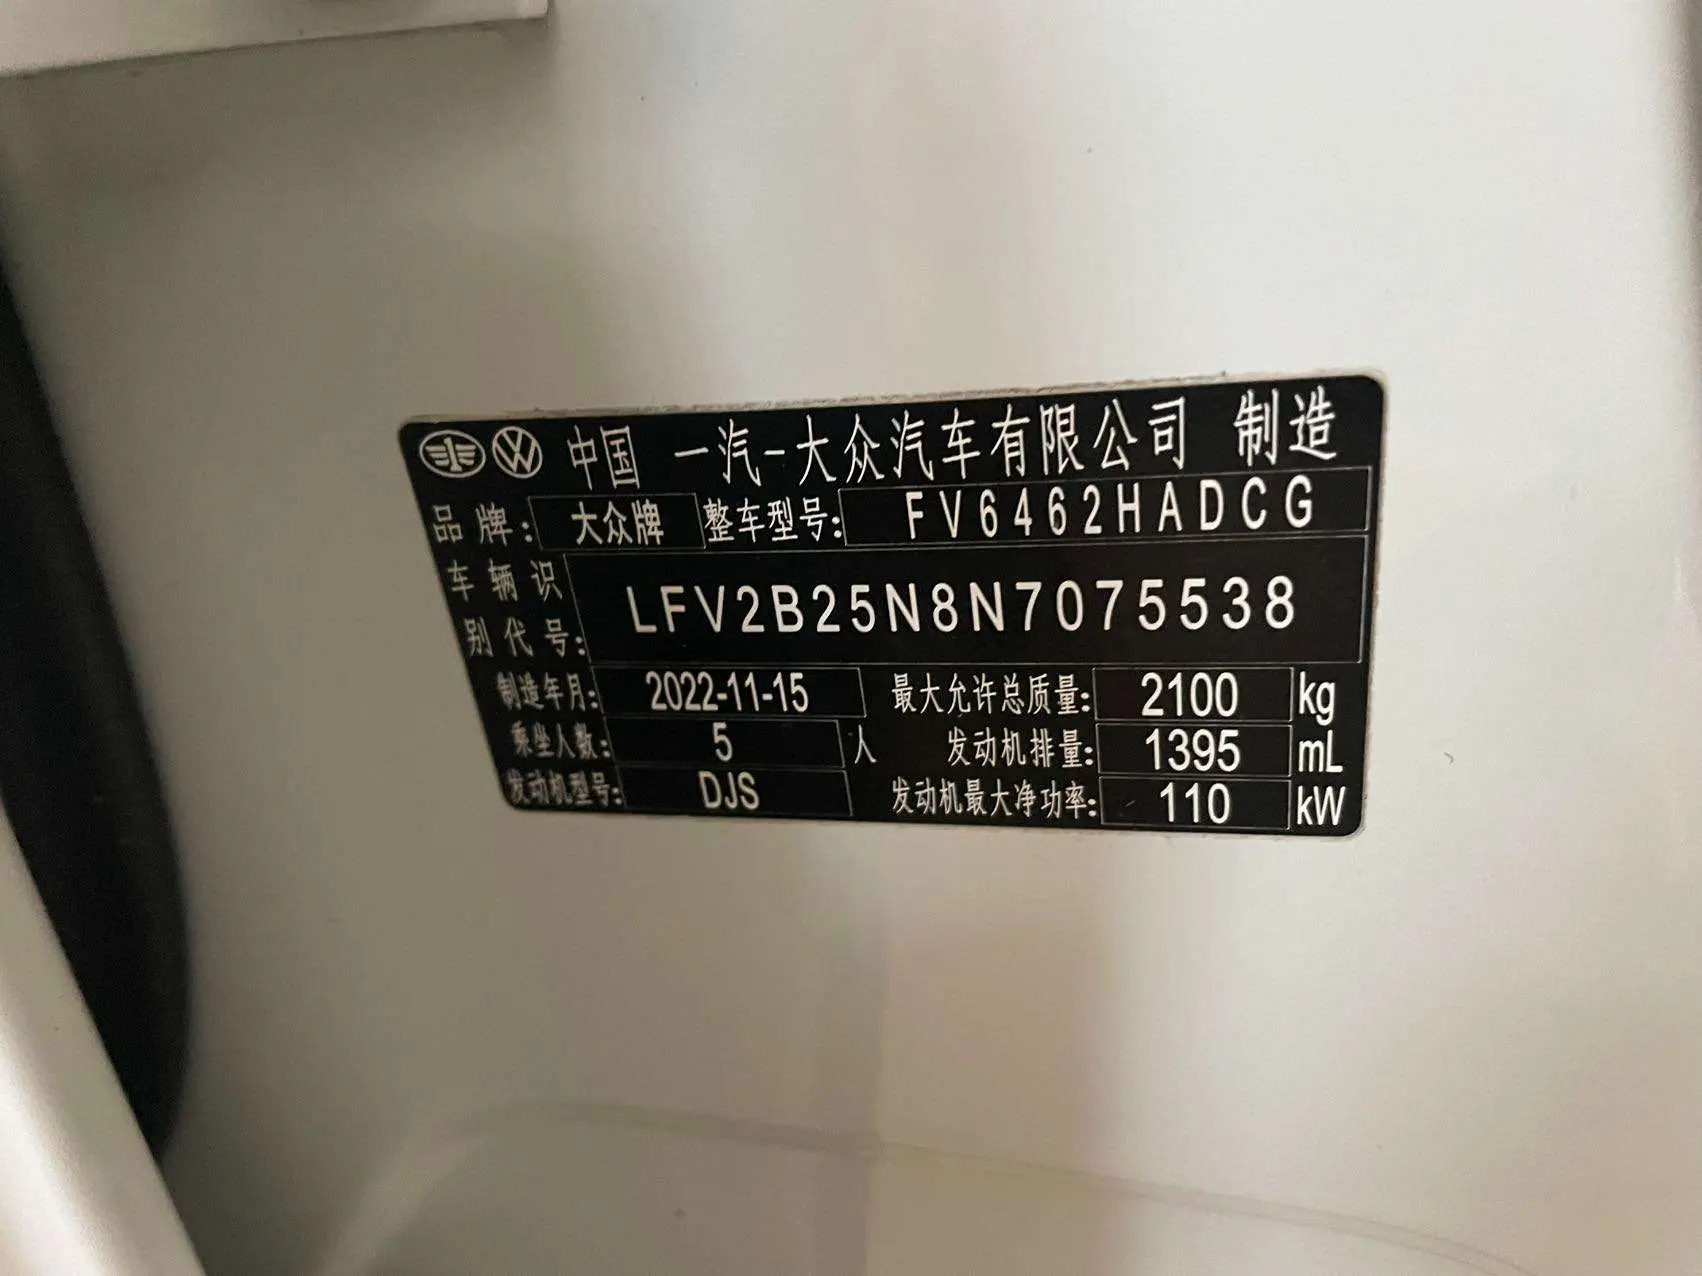 中国 一汽-大众汽车有限公司 制造
品牌: 大众牌 整车型号: FV6462HADCG
车辆识别代号: LFV2B25N8N7075538
制造年月: 2022-11-15 最大允许总质量: 2100 kg
乘坐人数: 5 人 发动机排量: 1395 mL
发动机型号: DJS 发动机最大净功率: 110 kW